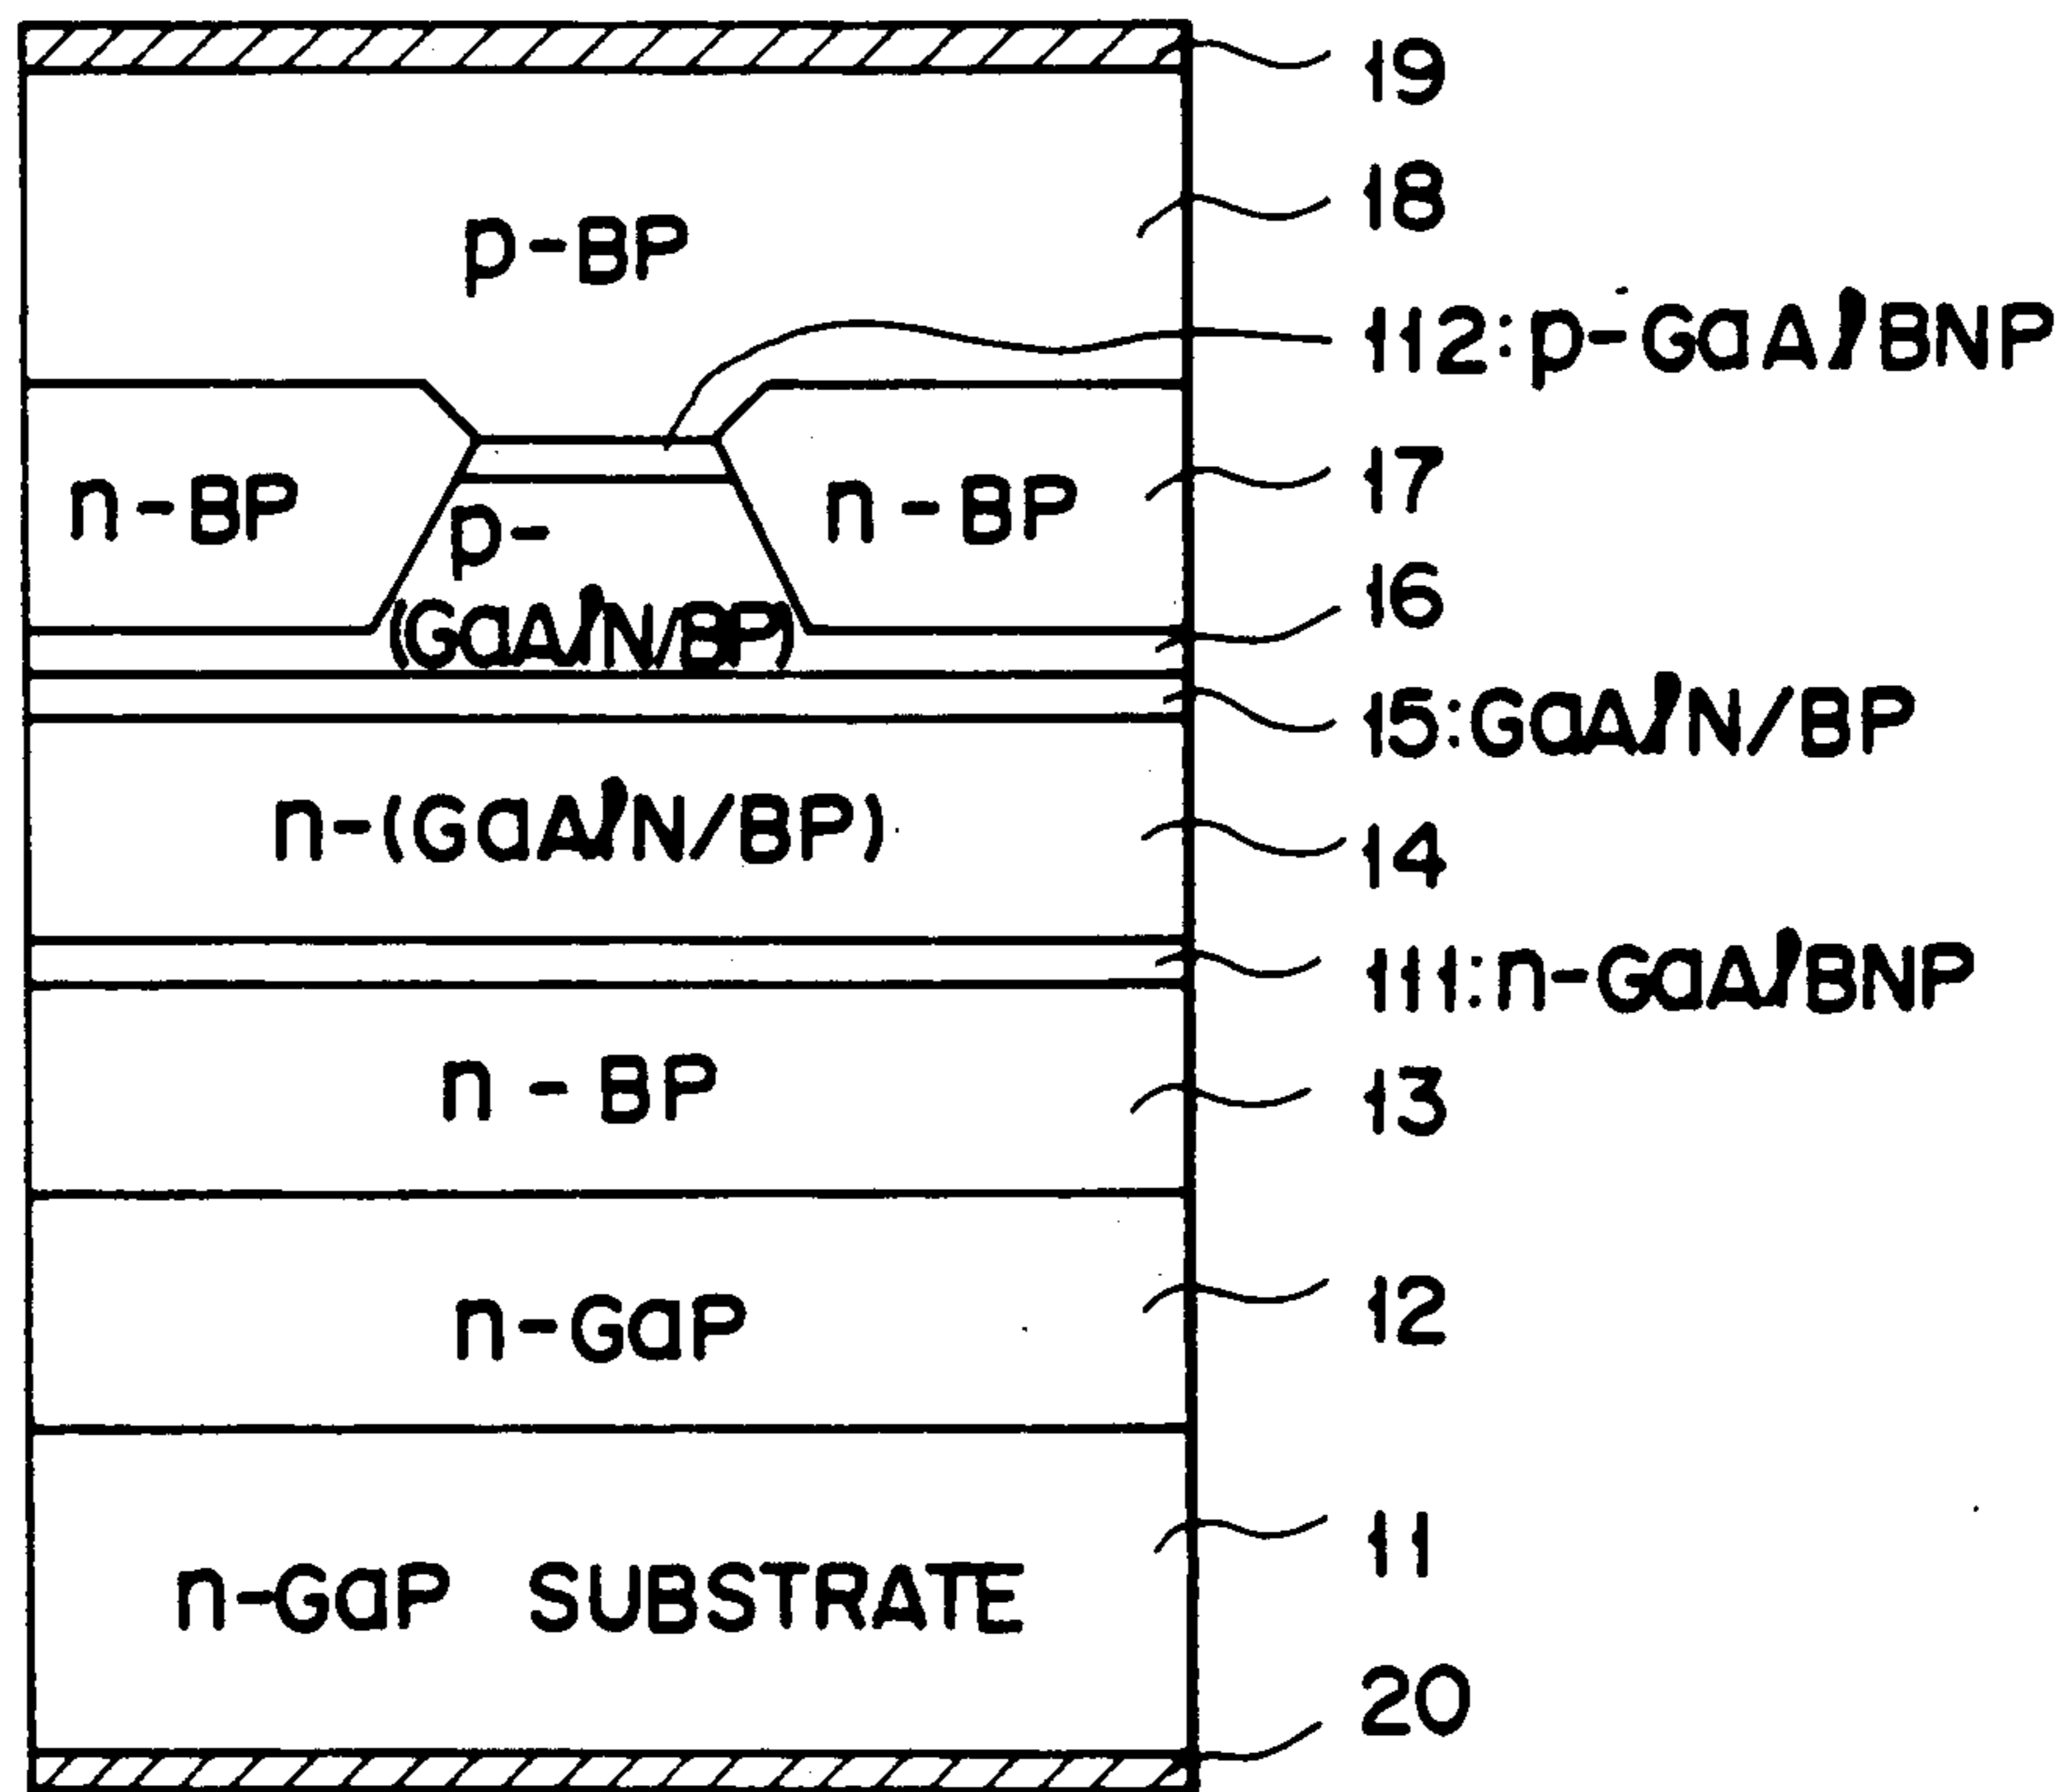 19
p-BP
18
112:p-GaAlBNP
n-BP
p-
(GaAlN/BP)
n-BP
17
16
15:GaAlN/BP
n-(GaAlN/BP)
14
111:n-GaAlBNP
n-BP
13
n-GaP
12
n-GaP SUBSTRATE
11
20